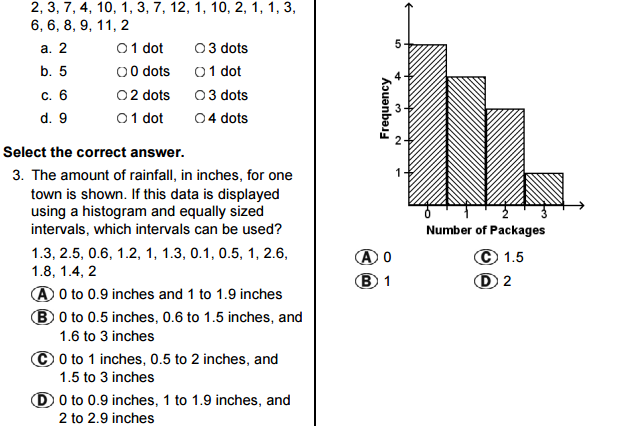 2, 3, 7, 4, 10, 1, 3, 7, 12, 1, 10, 2, 1, 1, 3,
6, 6, 8, 9, 11, 2
a. 2 1 dot 3 dots
b. 5 0 dots 1 dot
c. 6 2 dots 3 dots
d. 9 1 dot 4 dots
Select the correct answer.
3. The amount of rainfall, in inches, for one
town is shown. If this data is displayed
using a histogram and equally sized
intervals, which intervals can be used?
1.3, 2.5, 0.6, 1.2, 1, 1.3, 0.1, 0.5, 1, 2.6,
1.8, 1.4, 2
A 0 to 0.9 inches and 1 to 1.9 inches
B 0 to 0.5 inches, 0.6 to 1.5 inches, and
1.6 to 3 inches
C 0 to 1 inches, 0.5 to 2 inches, and
1.5 to 3 inches
D 0 to 0.9 inches, 1 to 1.9 inches, and
2 to 2.9 inches
Frequency
5
4
3
2
1
0 1 2 3
Number of Packages
A 0 C 1.5
B 1 D 2